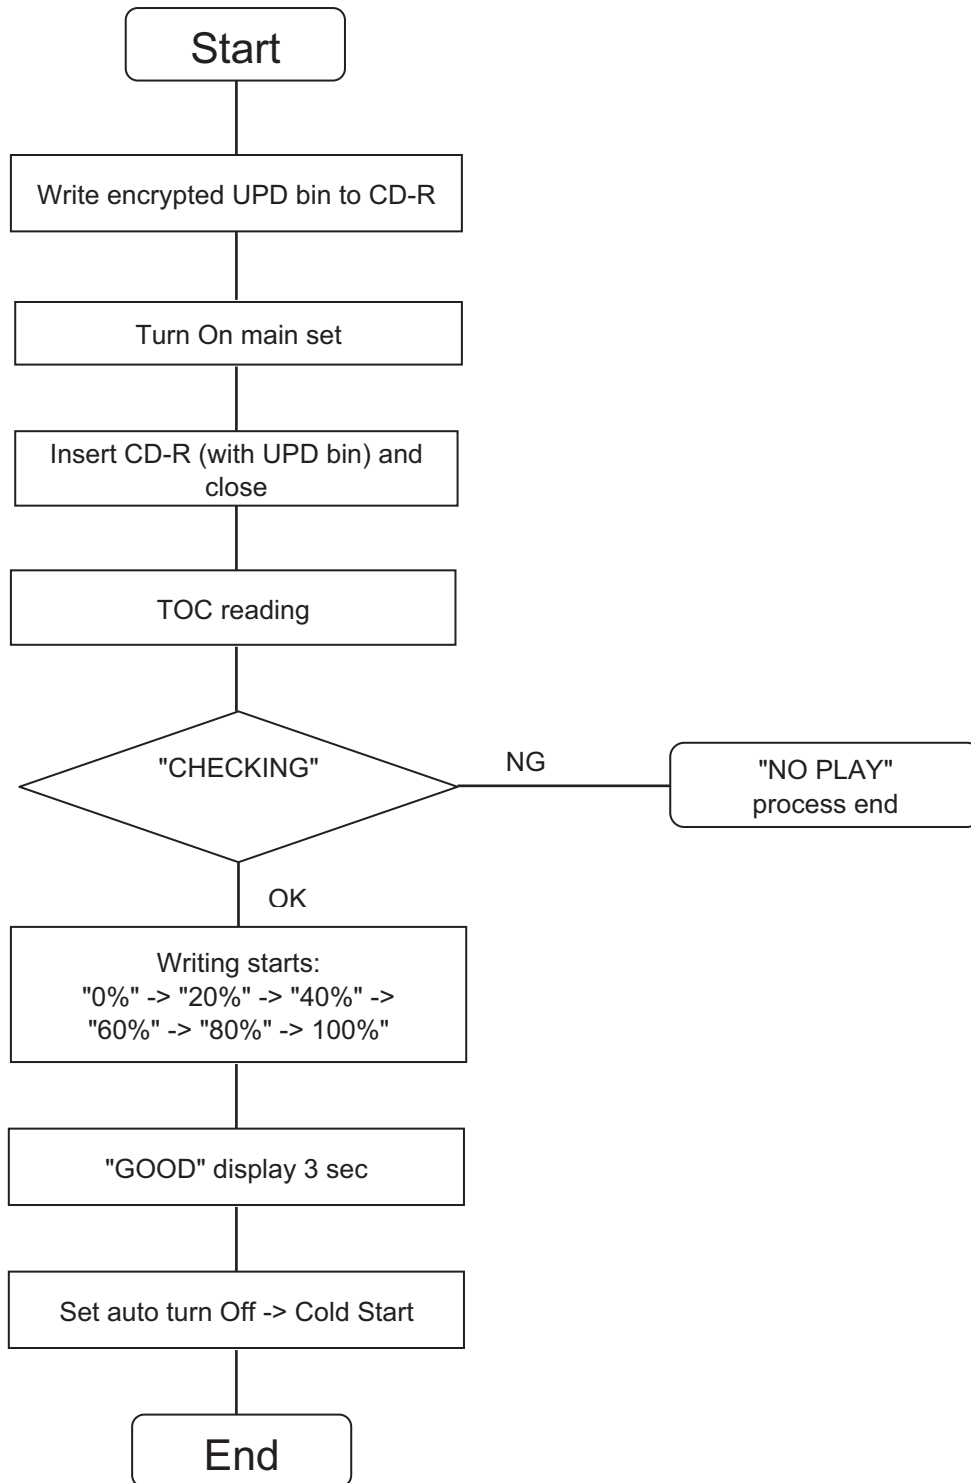 Start
Write encrypted UPD bin to CD-R
Turn On main set
Insert CD-R (with UPD bin) and
close
TOC reading
"CHECKING"
NG
"NO PLAY"
process end
OK
Writing starts:
"0%" -> "20%" -> "40%" ->
"60%" -> "80%" -> 100%"
"GOOD" display 3 sec
Set auto turn Off -> Cold Start
End